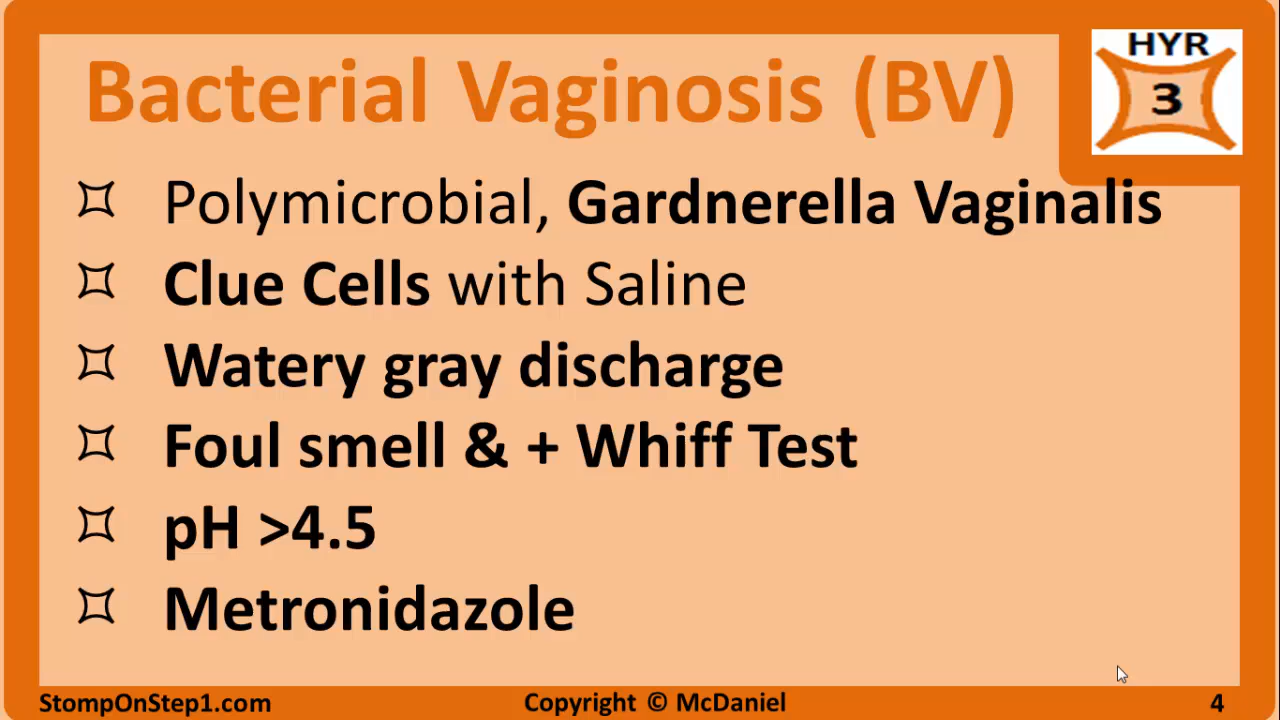 Bacterial Vaginosis (BV)
HYR
3
Polymicrobial, Gardnerella Vaginalis
Clue Cells with Saline
Watery gray discharge
Foul smell & + Whiff Test
pH >4.5
Metronidazole
StompOnStep1.com
Copyright © McDaniel
4